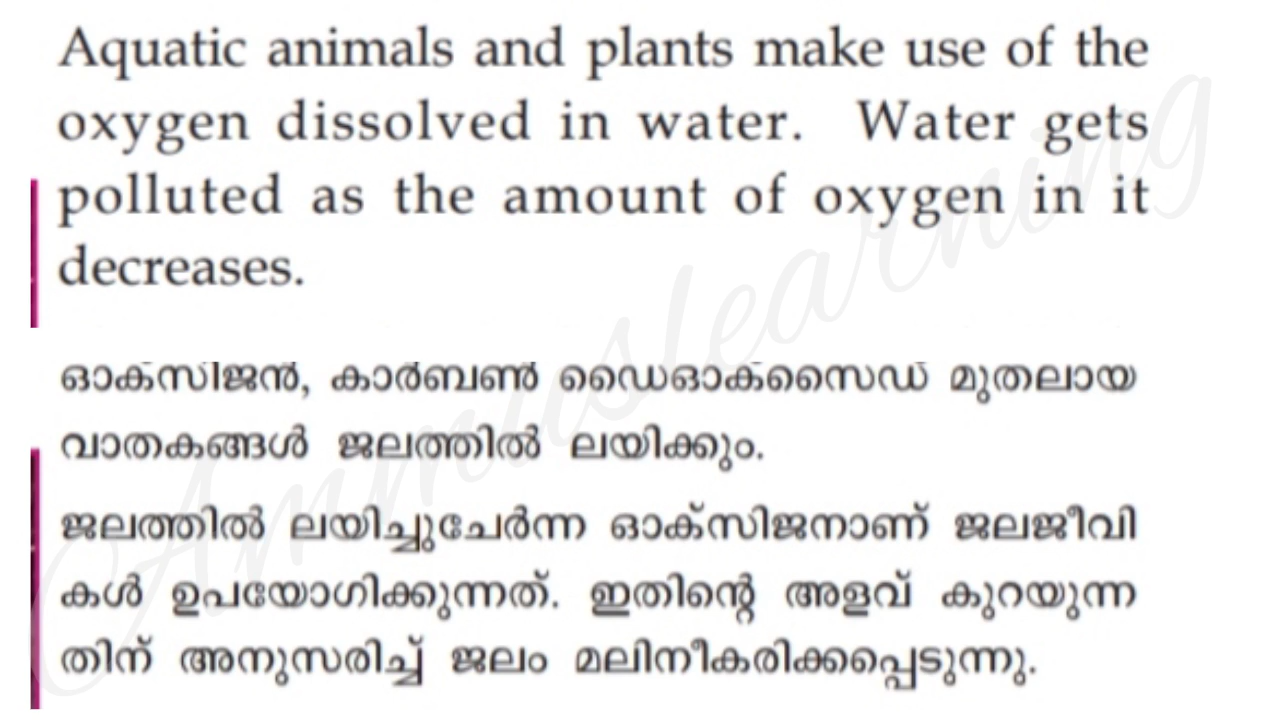 Aquatic animals and plants make use of the
oxygen dissolved in water. Water gets
polluted as the amount of oxygen in it
decreases.
ഓക്സിജൻ, കാർബൺ ഡൈഓക്സൈഡ് മുതലായ
വാതകങ്ങൾ ജലത്തിൽ ലയിക്കും.
ജലത്തിൽ ലയിച്ചുചേർന്ന ഓക്സിജനാണ് ജലജീവി
കൾ ഉപയോഗിക്കുന്നത്. ഇതിന്റെ അളവ് കുറയുന്ന
തിന് അനുസരിച്ച് ജലം മലിനീകരിക്കപ്പെടുന്നു.
Ammuslearning